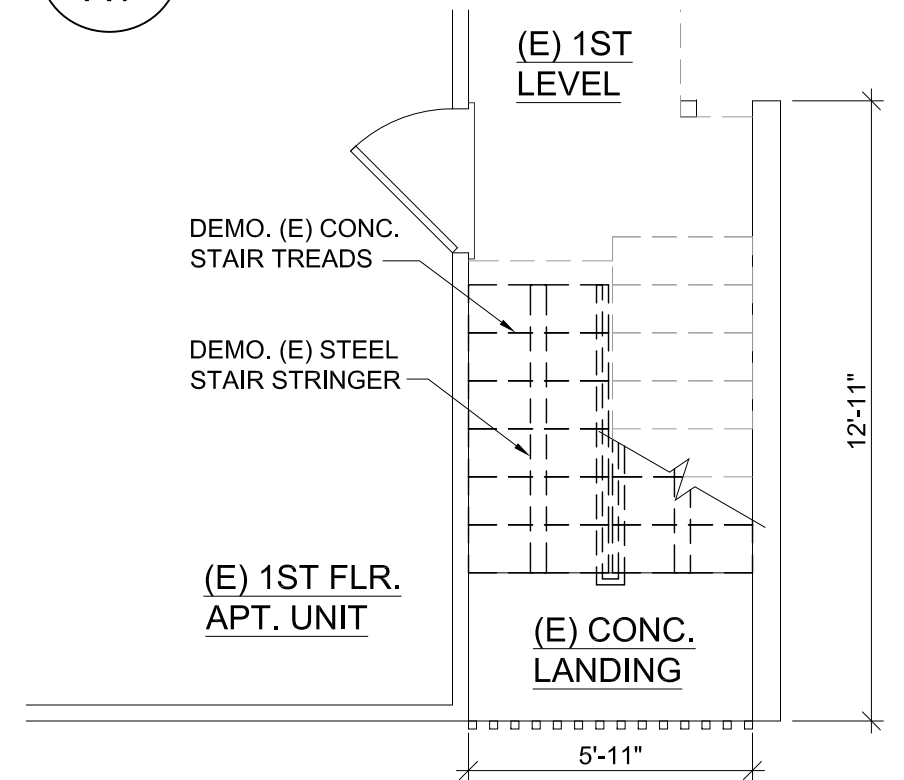 (E) 1ST
LEVEL
DEMO. (E) CONC.
STAIR TREADS
DEMO. (E) STEEL
STAIR STRINGER
12'-11"
(E) 1ST FLR.
APT. UNIT
(E) CONC.
LANDING
5'-11"